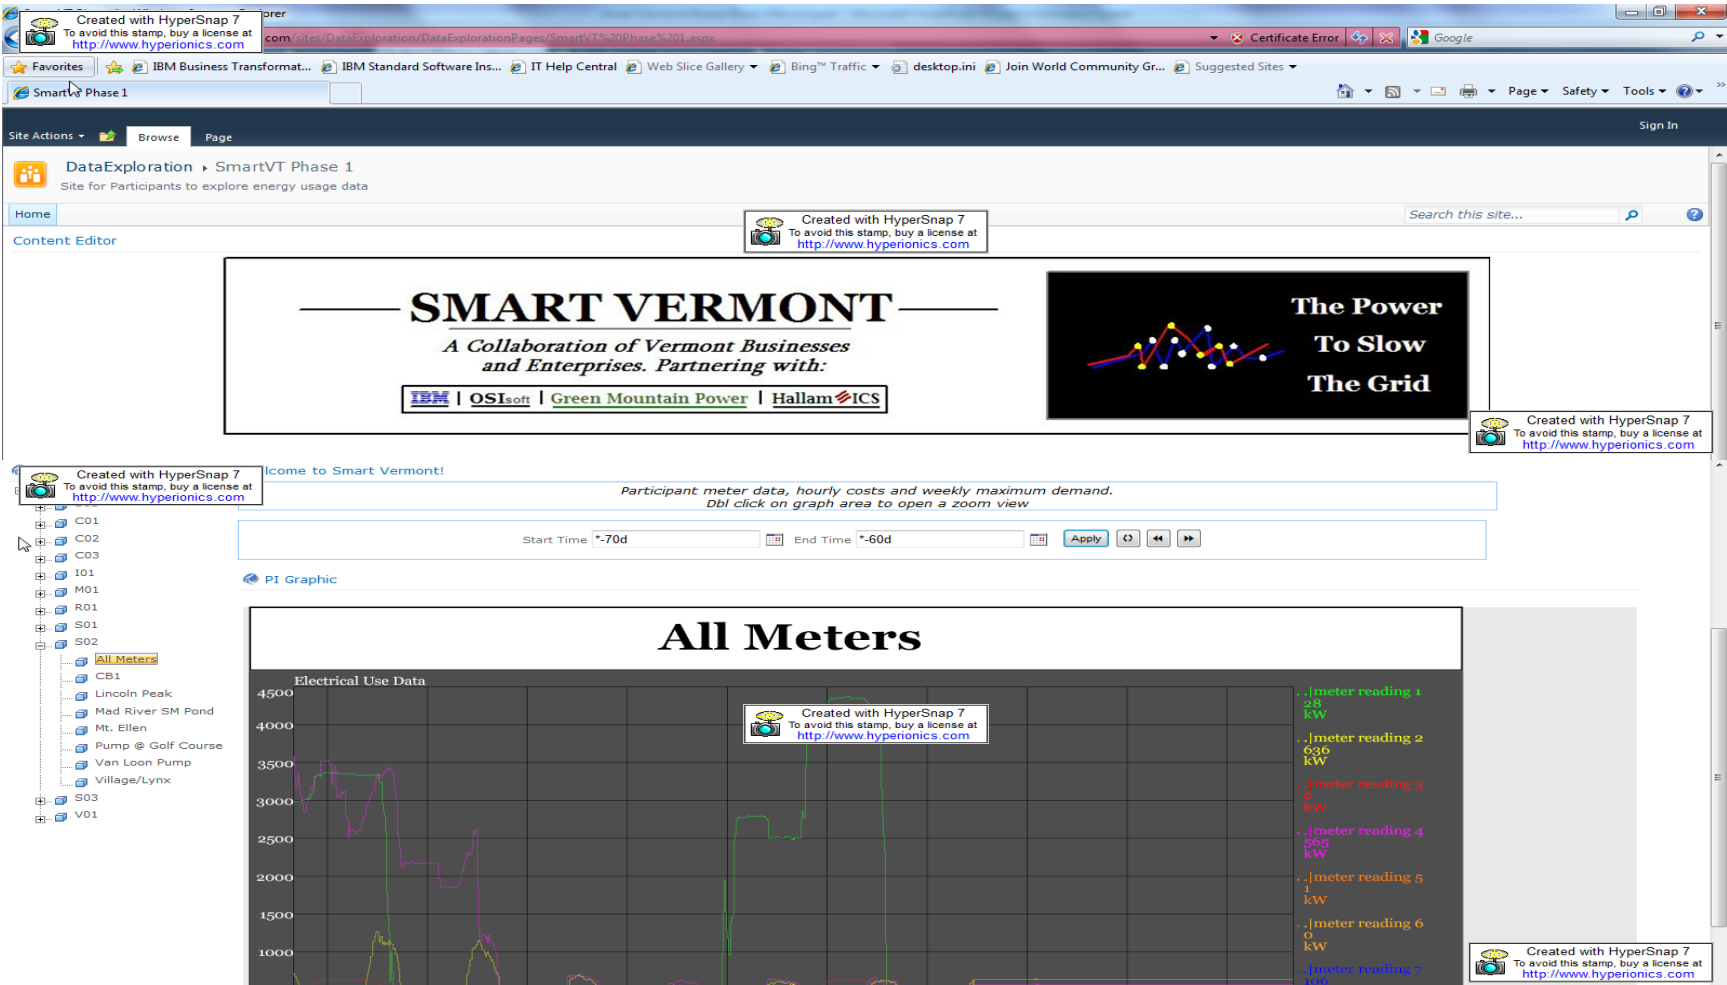 Created with HyperSnap 7
To avoid this stamp, buy a license at
http://www.hyperionics.com
orer
com/sites/DataExploration/DataExplorationPages/SmartVT%20Phase%201.aspx
Certificate Error
Google
Favorites
IBM Business Transformat...
IBM Standard Software Ins...
IT Help Central
Web Slice Gallery
Bing™ Traffic
desktop.ini
Join World Community Gr...
Suggested Sites
SmartVT Phase 1
Page
Safety
Tools
Sign In
Site Actions
Browse
Page
DataExploration
SmartVT Phase 1
Site for Participants to explore energy usage data
Home
Search this site...
Created with HyperSnap 7
To avoid this stamp, buy a license at
http://www.hyperionics.com
Content Editor
SMART VERMONT
A Collaboration of Vermont Businesses
and Enterprises. Partnering with:
IBM | OSIsoft | Green Mountain Power | Hallam ICS
The Power
To Slow
The Grid
Created with HyperSnap 7
To avoid this stamp, buy a license at
http://www.hyperionics.com
Created with HyperSnap 7
To avoid this stamp, buy a license at
http://www.hyperionics.com
lcome to Smart Vermont!
Participant meter data, hourly costs and weekly maximum demand.
Dbl click on graph area to open a zoom view
C01
C02
C03
I01
M01
R01
S01
S02
All Meters
CB1
Lincoln Peak
Mad River SM Pond
Mt. Ellen
Pump @ Golf Course
Van Loon Pump
Village/Lynx
S03
V01
Start Time *-70d
End Time *-60d
Apply
PI Graphic
All Meters
Electrical Use Data
4500
4000
3500
3000
2500
2000
1500
1000
Created with HyperSnap 7
To avoid this stamp, buy a license at
http://www.hyperionics.com
. .|meter reading 1
28
kW
. .|meter reading 2
636
kW
. .|meter reading 3
6
kW
. .|meter reading 4
565
kW
. .|meter reading 5
1
kW
. .|meter reading 6
0
kW
. .|meter reading 7
106
Created with HyperSnap 7
To avoid this stamp, buy a license at
http://www.hyperionics.com